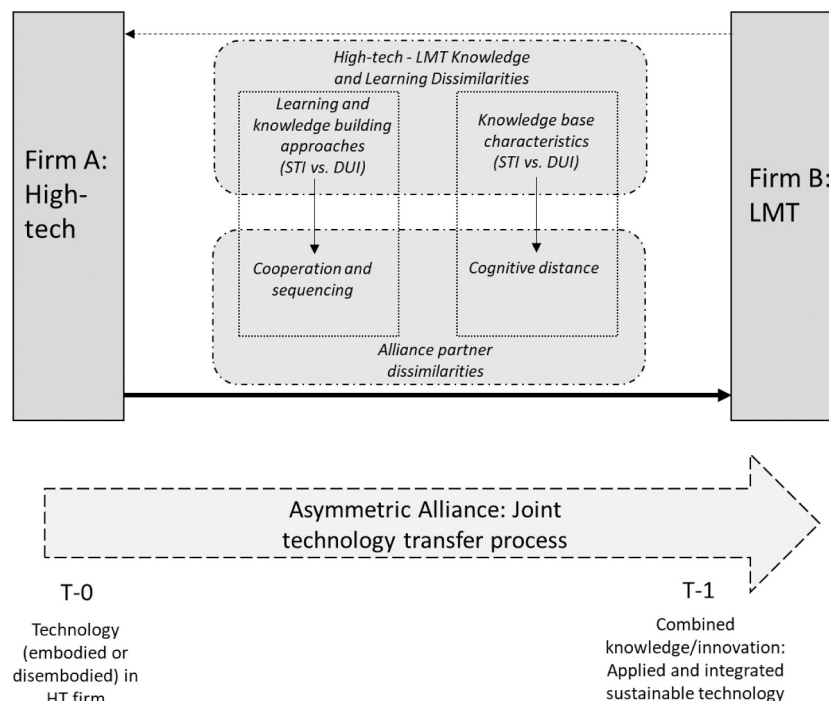 High-tech - LMT Knowledge
and Learning Dissimilarities
Firm A:
High-
tech
Learning and
knowledge building
approaches
(STI vs. DUI)
Knowledge base
characteristics
(STI vs. DUI)
Firm B:
LMT
Cooperation and
sequencing
Cognitive distance
Alliance partner
dissimilarities
Asymmetric Alliance: Joint
technology transfer process
T-0
Technology
(embodied or
disembodied) in
HT firm
T-1
Combined
knowledge/innovation:
Applied and integrated
sustainable technology